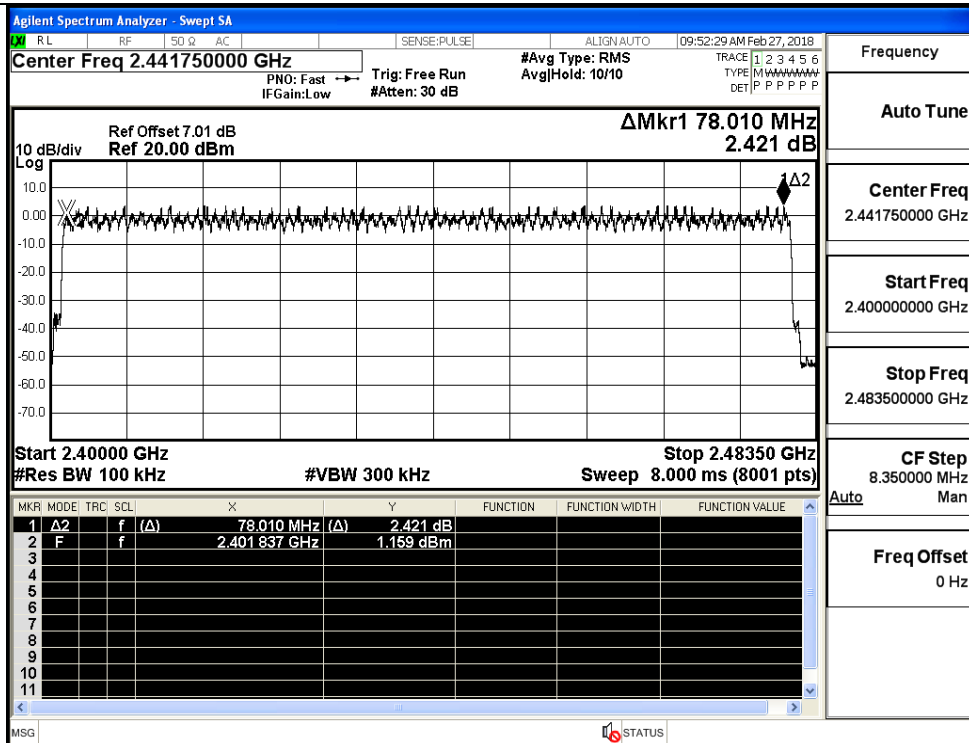 Agilent Spectrum Analyzer - Swept SA
LXI RL RF 50 Ω AC SENSE:PULSE ALIGN AUTO 09:52:29 AM Feb 27, 2018
Center Freq 2.441750000 GHz
PNO: Fast
IFGain:Low
Trig: Free Run
#Atten: 30 dB
#Avg Type: RMS
Avg|Hold: 10/10
TRACE 1 2 3 4 5 6
TYPE M
DET P P P P P P
Ref Offset 7.01 dB
10 dB/div Ref 20.00 dBm
Log
ΔMkr1 78.010 MHz
2.421 dB
1Δ2
10.0
0.00
-10.0
-20.0
-30.0
-40.0
-50.0
-60.0
-70.0
Start 2.40000 GHz Stop 2.48350 GHz
#Res BW 100 kHz #VBW 300 kHz Sweep 8.000 ms (8001 pts)
MKR MODE TRC SCL X Y FUNCTION FUNCTION WIDTH FUNCTION VALUE
1 Δ2 f (Δ) 78.010 MHz (Δ) 2.421 dB
2 F f 2.401 837 GHz 1.159 dBm
3
4
5
6
7
8
9
10
11
MSG STATUS
Frequency
Auto Tune
Center Freq
2.441750000 GHz
Start Freq
2.400000000 GHz
Stop Freq
2.483500000 GHz
CF Step
8.350000 MHz
Auto Man
Freq Offset
0 Hz